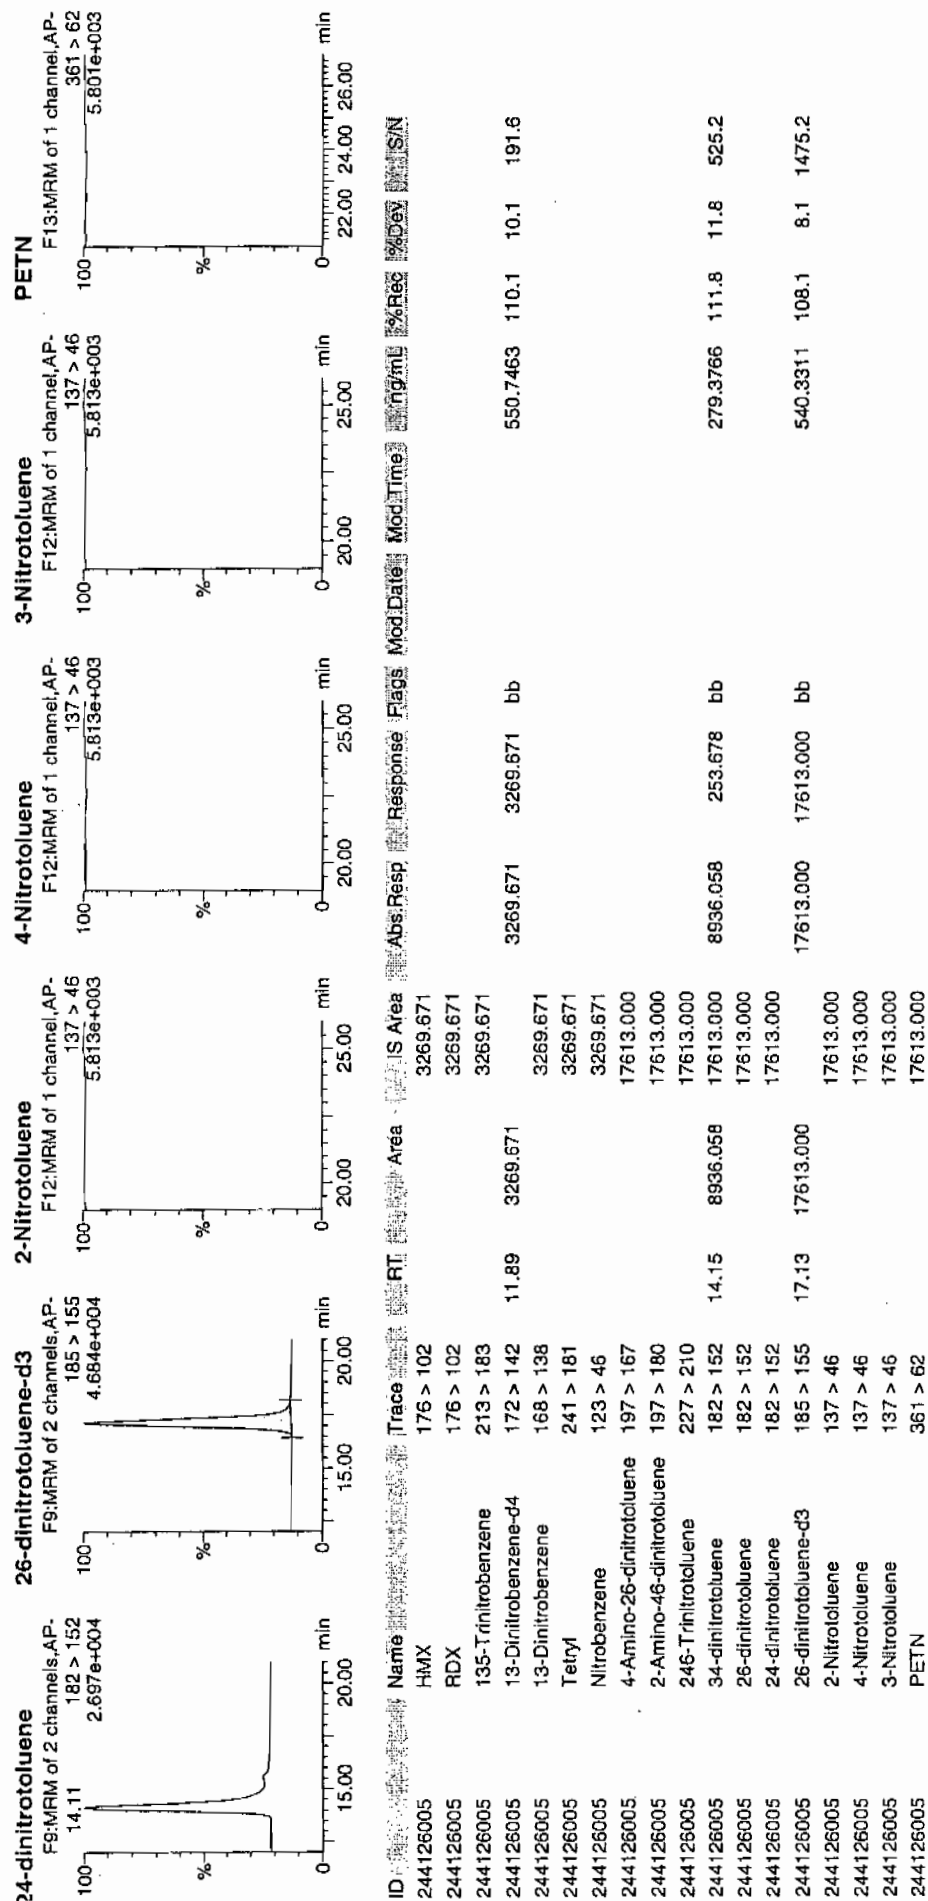 24-dinitrotoluene
F9:MRM of 2 channels,AP-
182 > 152
2.697e+004
14.11
100
%
0
15.00 20.00 min
26-dinitrotoluene-d3
F9:MRM of 2 channels,AP-
185 > 155
4.684e+004
100
%
0
15.00 20.00 min
2-Nitrotoluene
F12:MRM of 1 channel,AP-
137 > 46
5.813e+003
100
%
0
20.00 25.00 min
4-Nitrotoluene
F12:MRM of 1 channel,AP-
137 > 46
5.813e+003
100
%
0
20.00 25.00 min
3-Nitrotoluene
F12:MRM of 1 channel,AP-
137 > 46
5.813e+003
100
%
0
20.00 25.00 min
PETN
F13:MRM of 1 channel,AP-
361 > 62
5.801e+003
100
%
0
22.00 24.00 26.00 min
ID Name Trace RT Area IS Area Abs.Resp Response Flags Mod.Date Mod.Time ng/mL %Rec %Dev S/N
244126005 HMX 176 > 102 3269.671
244126005 RDX 176 > 102 3269.671
244126005 135-Trinitrobenzene 213 > 183 3269.671
244126005 13-Dinitrobenzene-d4 172 > 142 11.89 3269.671 3269.671 3269.671 bb 550.7463 110.1 10.1 191.6
244126005 13-Dinitrobenzene 168 > 138 3269.671
244126005 Tetryl 241 > 181 3269.671
244126005 Nitrobenzene 123 > 46 3269.671
244126005 4-Amino-26-dinitrotoluene 197 > 167 17613.000
244126005 2-Amino-46-dinitrotoluene 197 > 180 17613.000
244126005 246-Trinitrotoluene 227 > 210 17613.000
244126005 34-dinitrotoluene 182 > 152 14.15 8936.058 17613.000 8936.058 253.678 bb 279.3766 111.8 11.8 525.2
244126005 26-dinitrotoluene 182 > 152 17613.000
244126005 24-dinitrotoluene 182 > 152 17613.000
244126005 26-dinitrotoluene-d3 185 > 155 17.13 17613.000 17613.000 17613.000 bb 540.3311 108.1 8.1 1475.2
244126005 2-Nitrotoluene 137 > 46 17613.000
244126005 4-Nitrotoluene 137 > 46 17613.000
244126005 3-Nitrotoluene 137 > 46 17613.000
244126005 PETN 361 > 62 17613.000